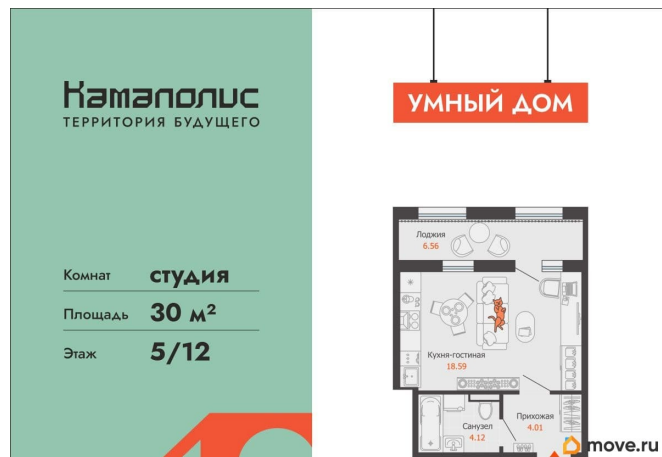 Камаполис
ТЕРРИТОРИЯ БУДУЩЕГО
Комнат студия
Площадь 30 м²
Этаж 5/12
УМНЫЙ ДОМ
Лоджия
6.56
Кухня-гостиная
18.59
Санузел
4.12
Прихожая
4.01
move.ru